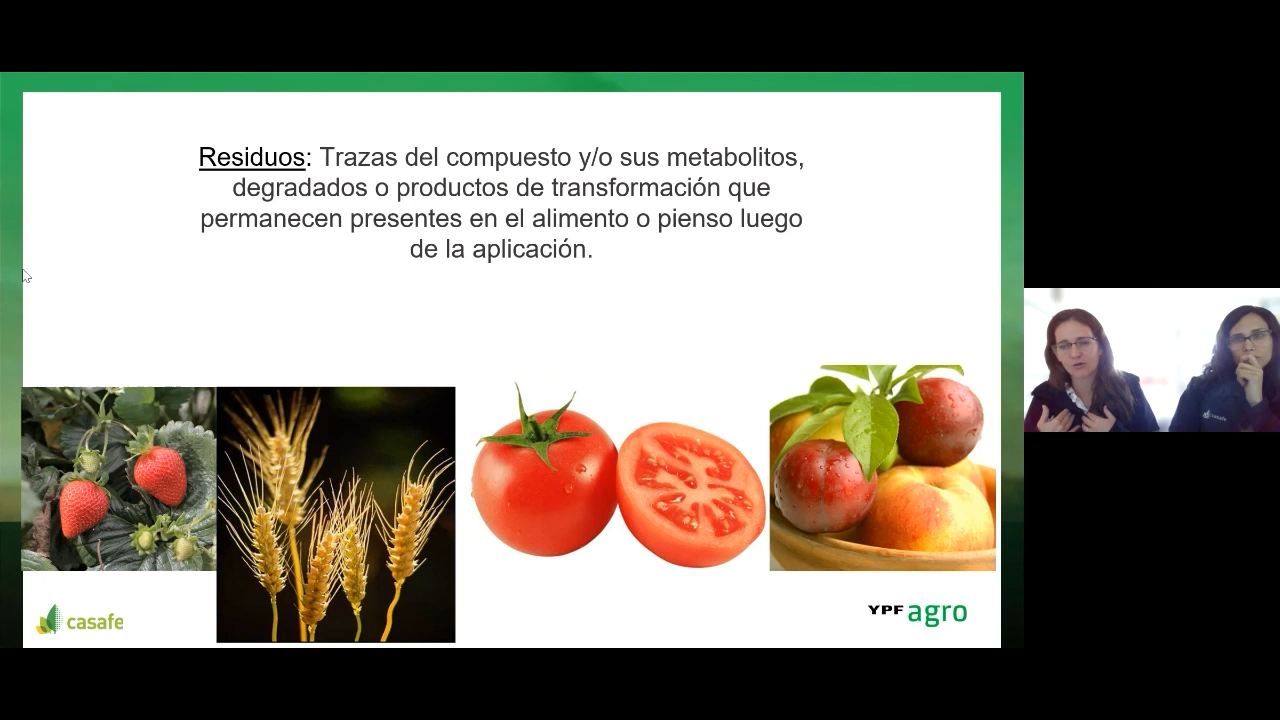 Residuos: Trazas del compuesto y/o sus metabolitos,
degradados o productos de transformación que
permanecen presentes en el alimento o pienso luego
de la aplicación.
casafe
casafe
YPF agro